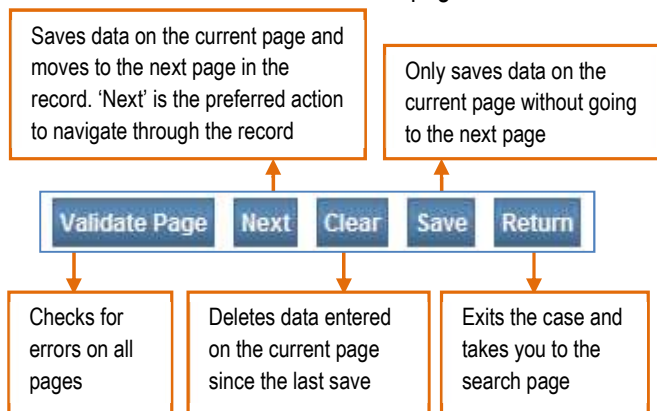 Saves data on the current page and
moves to the next page in the
record. ‘Next’ is the preferred action
to navigate through the record
Only saves data on the
current page without going
to the next page
Validate Page Next Clear Save Return
Checks for
errors on all
pages
Deletes data entered
on the current page
since the last save
Exits the case and
takes you to the
search page